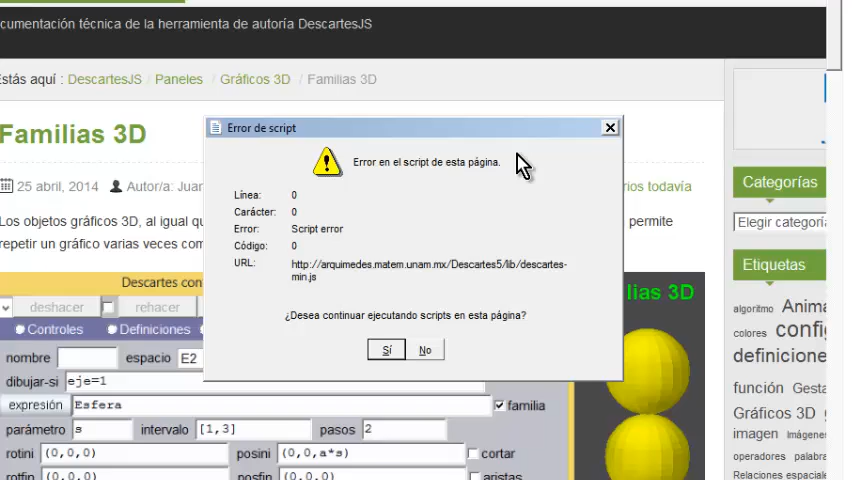 cumentación técnica de la herramienta de autoría DescartesJS
Estás aquí : DescartesJS / Paneles / Gráficos 3D / Familias 3D
Familias 3D
25 abril, 2014 Autor/a: Juar
rios todavía
Los objetos gráficos 3D, al igual qu
permite
repetir un gráfico varias veces com
Error de script
Error en el script de esta página.
Línea: 0
Carácter: 0
Error: Script error
Código: 0
URL: http://arquimedes.matem.unam.mx/Descartes5/lib/descartes-
min.js
¿Desea continuar ejecutando scripts en esta página?
Sí No
Descartes con
deshacer rehacer
Controles Definiciones
nombre espacio E2
dibujar-si eje=1
expresión Esfera familia
parámetro s intervalo [1,3] pasos 2
rotini (0,0,0) posini (0,0,a*s) cortar
rotfin (0,0,0) posfin (0,0,0) aristas
lias 3D
Categorías
Elegir categoría
Etiquetas
algoritmo Anima
colores config
definicione
función Gesta
Gráficos 3D
imagen Imágenes
operadores palabra
Relaciones espaciale